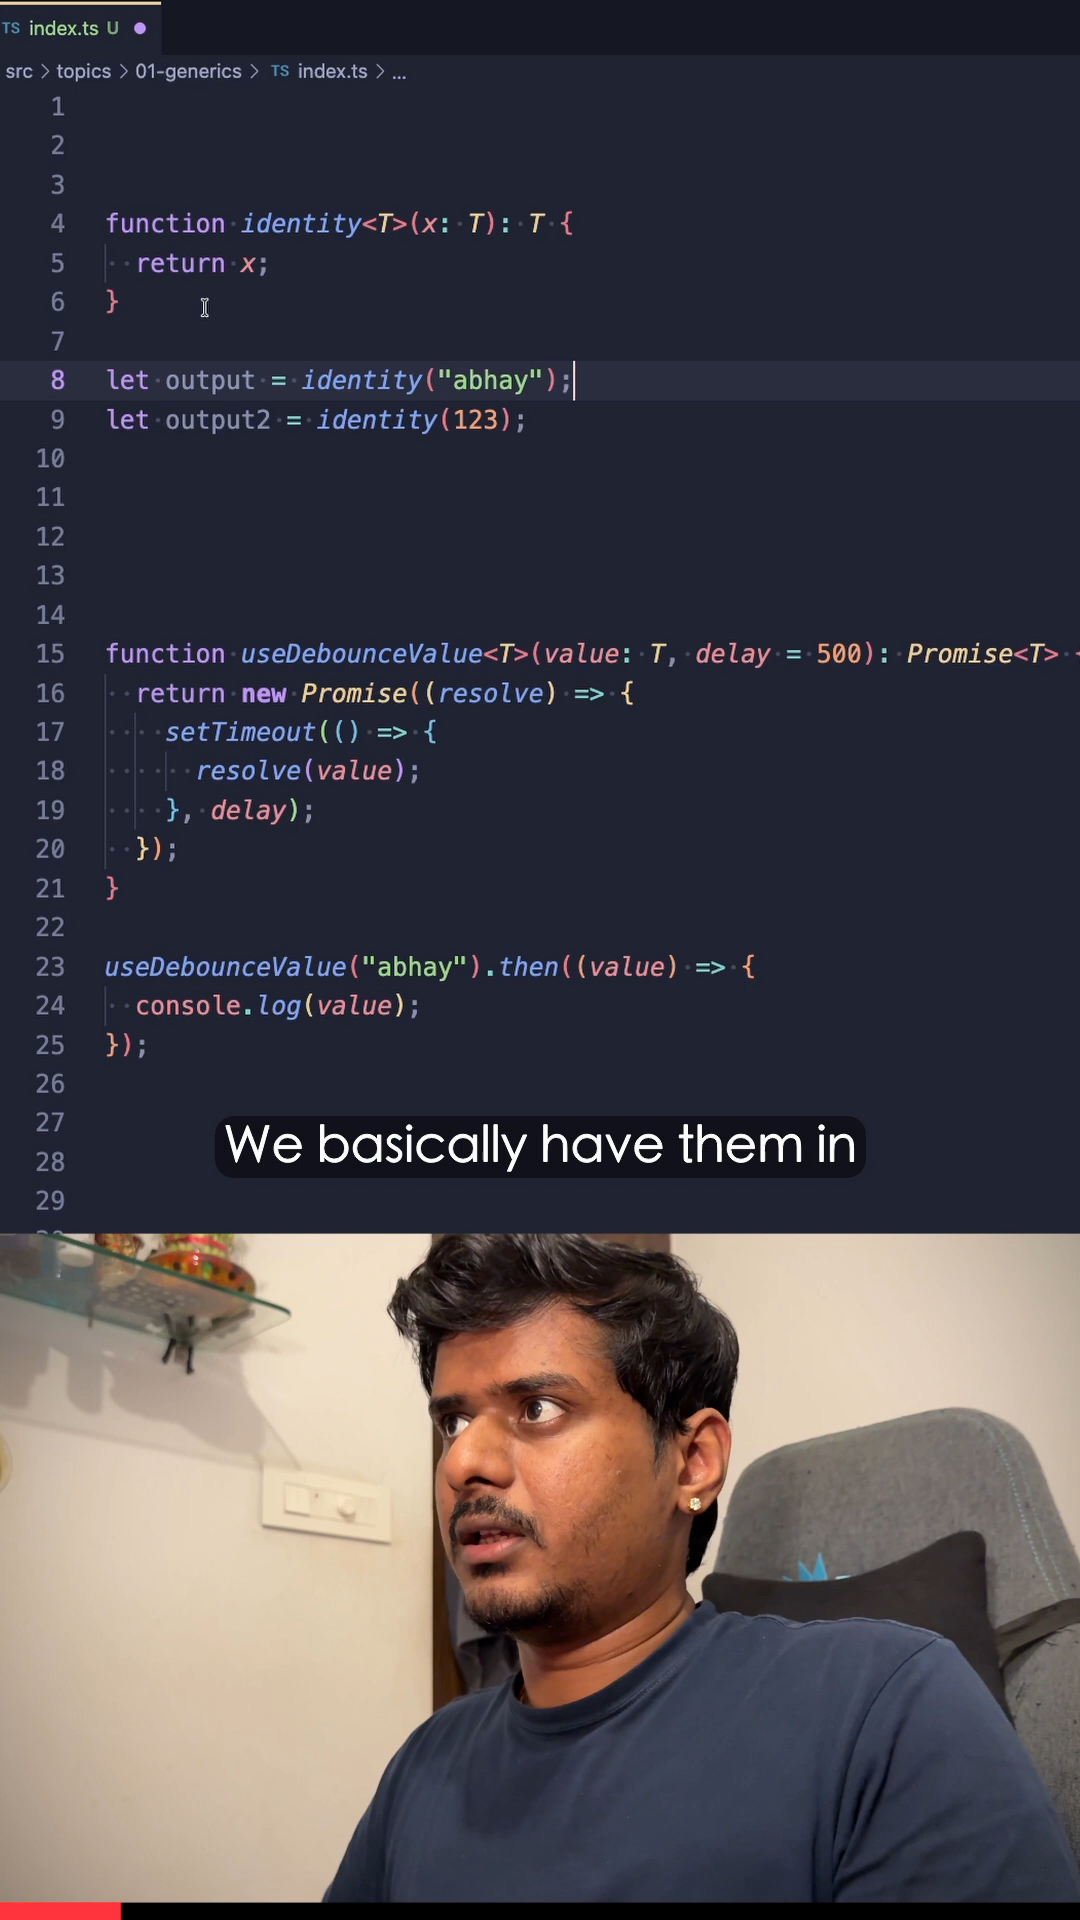 TS index.ts U
src > topics > 01-generics > TS index.ts > ...
1
2
3
4 function identity<T>(x: T): T {
5 return x;
6 }
7
8 let output = identity("abhay");
9 let output2 = identity(123);
10
11
12
13
14
15 function useDebounceValue<T>(value: T, delay = 500): Promise<T>
16 return new Promise((resolve) => {
17 setTimeout(() => {
18 resolve(value);
19 }, delay);
20 });
21 }
22
23 useDebounceValue("abhay").then((value) => {
24 console.log(value);
25 });
26
27
28
29
We basically have them in